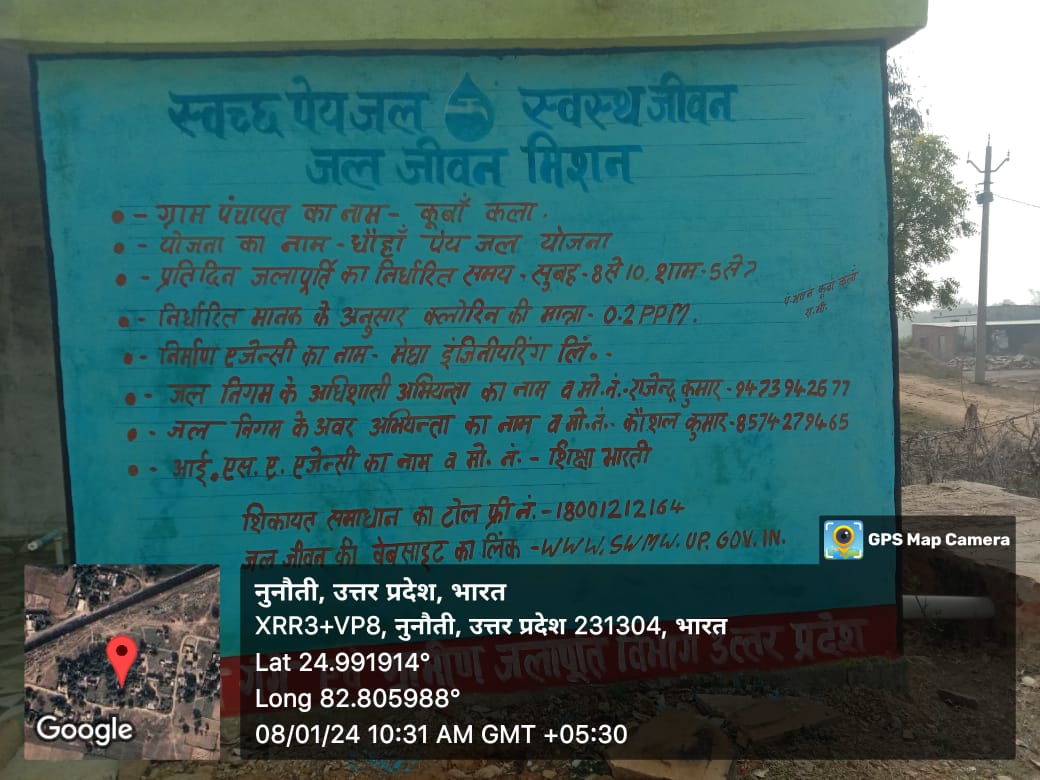 स्वच्छ पेयजल स्वस्थ जीवन
जल जीवन मिशन
- ग्राम पंचायत का नाम - कूबाँ कला .
- योजना का नाम - धौहाँ पेय जल योजना
- प्रतिदिन जलापूर्ति का निर्धारित समय - सुबह - 8 से 10, शाम - 5 से 7
पं. भवन कूबां कलां
- निर्धारित मानक के अनुसार क्लोरिन की मात्रा - 0.2 PPM.
- निर्माण एजेन्सी का नाम - मेघा इंजिनीयरिंग लिं.
- जल निगम के अधिशाती अभियन्ता का नाम व मो.नं.- राजेन्द्र कुमार - 9473942677
- जल निगम के अवर अभियन्ता का नाम व मो.नं.- कौशल कुमार - 8574279465
- आई.एस.ए. एजेन्सी का नाम व मो. नं. - शिक्षा भारती
शिकायत समाधान का टोल फ्री नं.- 18001212164
जल जीवन की वेबसाइट का लिंक - WWW.SWMW.UP.GOV.IN.
ग्रामीण जलापूर्ति विभाग उत्तर प्रदेश
GPS Map Camera
नुनौती, उत्तर प्रदेश, भारत
XRR3+VP8, नुनौती, उत्तर प्रदेश 231304, भारत
Lat 24.991914°
Long 82.805988°
08/01/24 10:31 AM GMT +05:30
Google